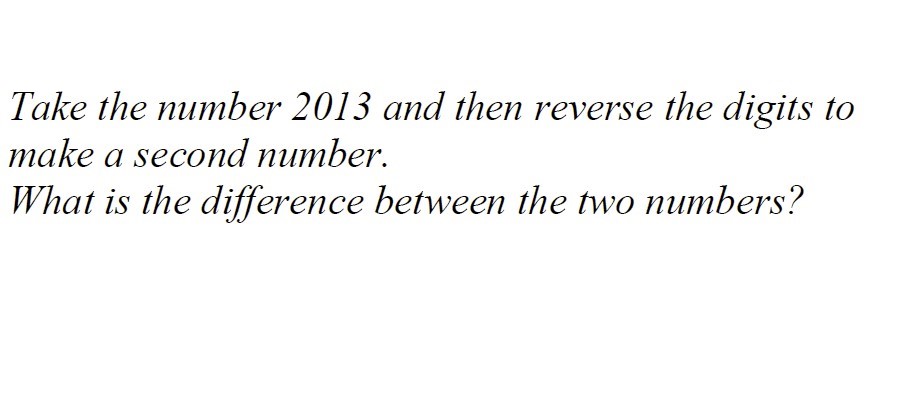 Take the number 2013 and then reverse the digits to
make a second number.
What is the difference between the two numbers?